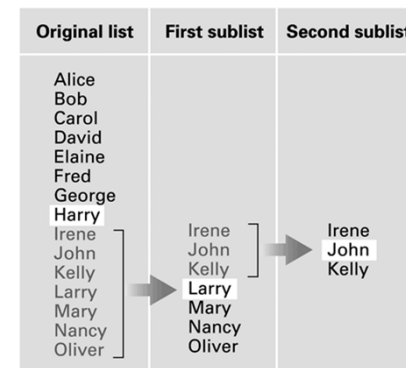 Original list
First sublist
Second sublist
Alice
Bob
Carol
David
Elaine
Fred
George
Harry
Irene
John
Kelly
Larry
Mary
Nancy
Oliver
Irene
John
Kelly
Larry
Mary
Nancy
Oliver
Irene
John
Kelly